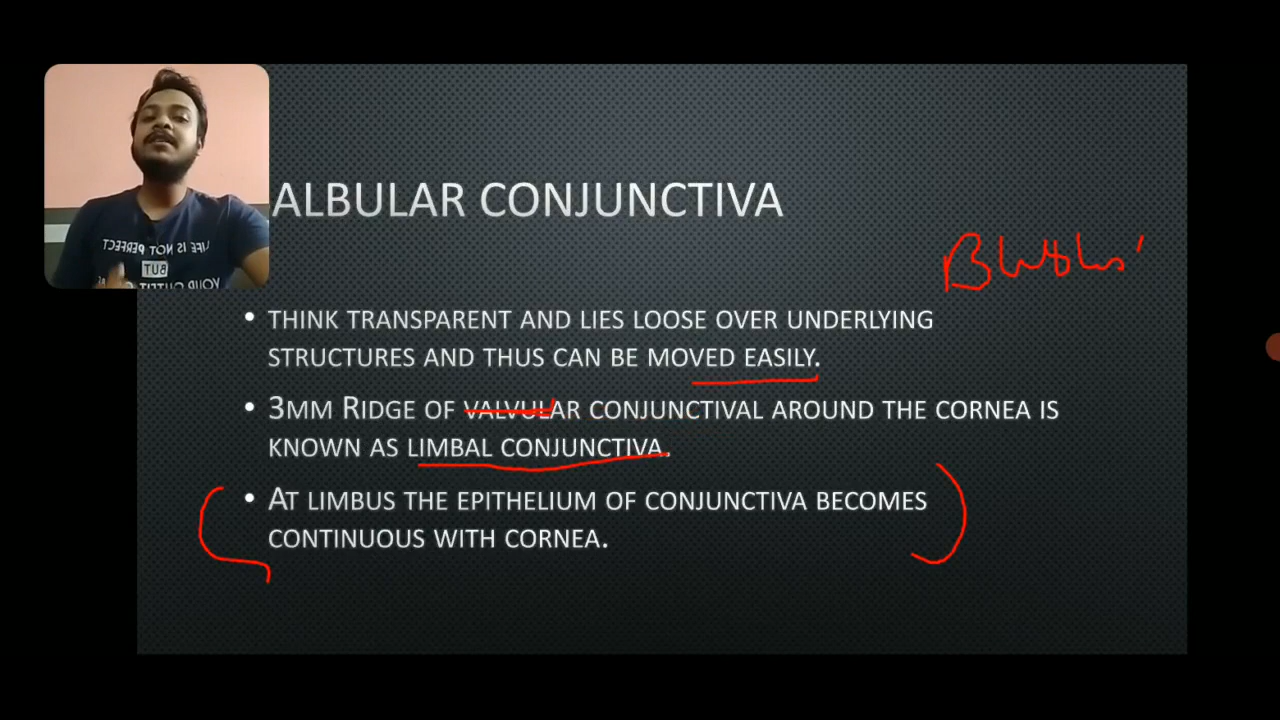 ALBULAR CONJUNCTIVA
LIFE IS NOT PERFECT
BUT
YOUR OUTFIT
• THINK TRANSPARENT AND LIES LOOSE OVER UNDERLYING
STRUCTURES AND THUS CAN BE MOVED EASILY.
• 3MM RIDGE OF VALVULAR CONJUNCTIVAL AROUND THE CORNEA IS
KNOWN AS LIMBAL CONJUNCTIVA.
• AT LIMBUS THE EPITHELIUM OF CONJUNCTIVA BECOMES
CONTINUOUS WITH CORNEA.